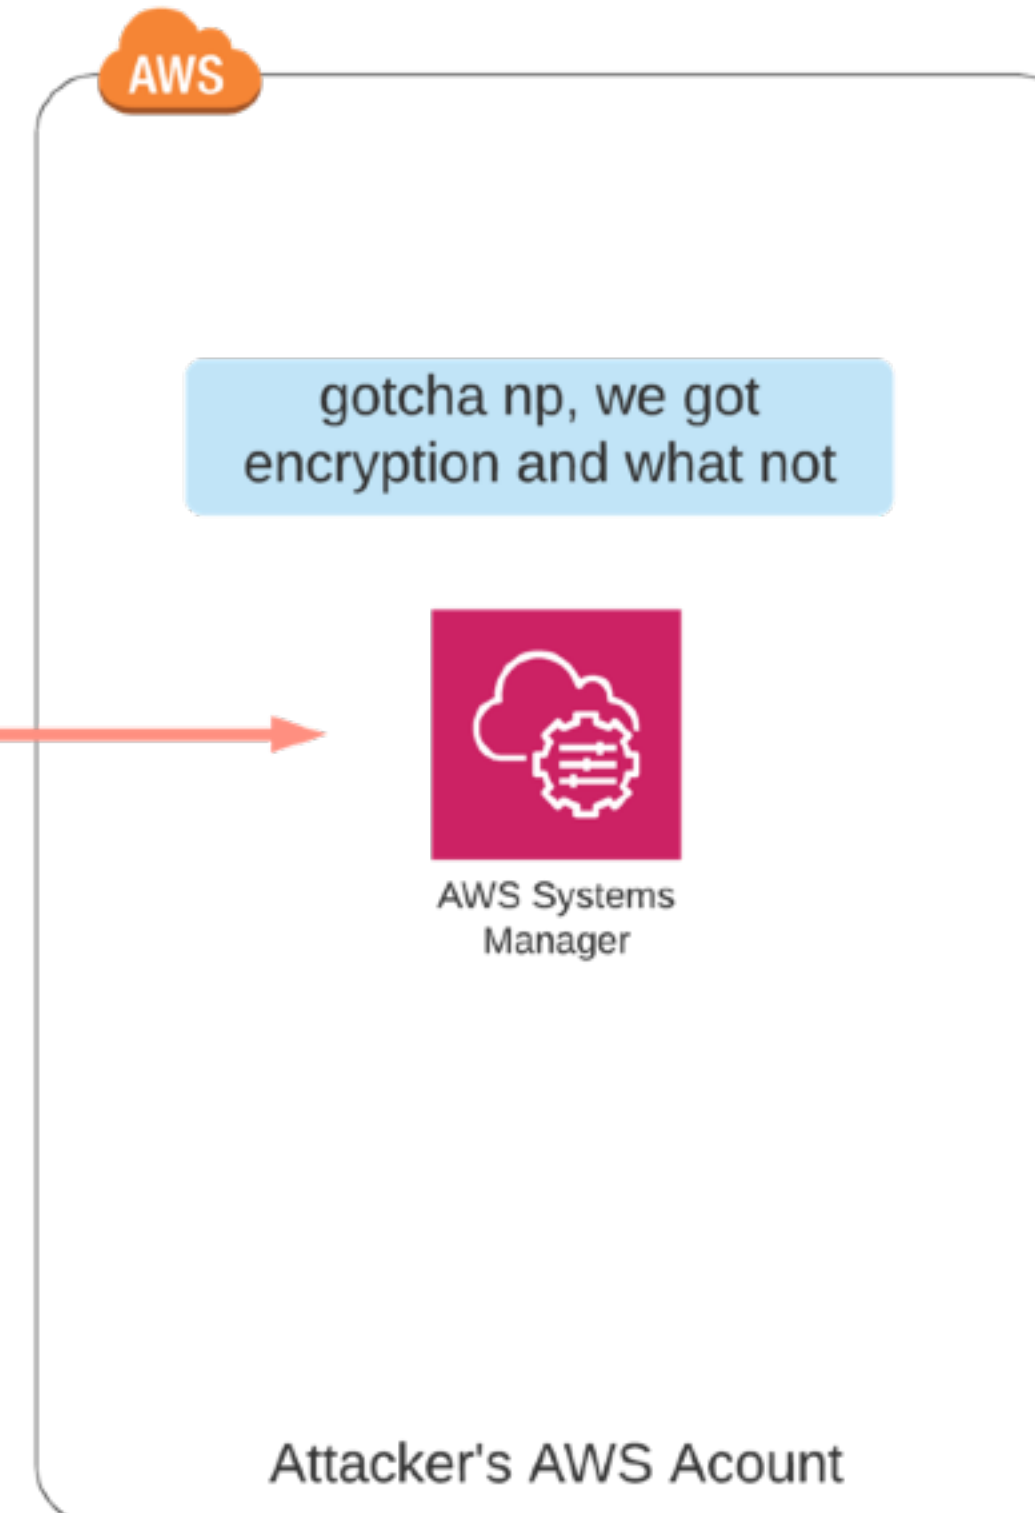 AWS
gotcha np, we got
encryption and what not
AWS Systems
Manager
Attacker's AWS Acount